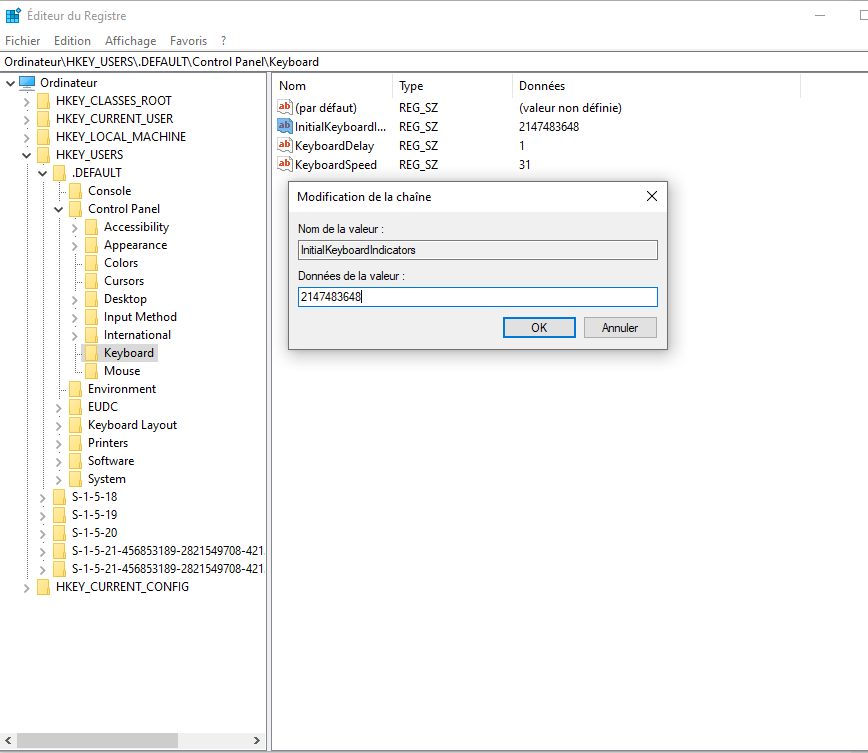 Éditeur du Registre
Fichier Edition Affichage Favoris ?
Ordinateur\HKEY_USERS\.DEFAULT\Control Panel\Keyboard
Ordinateur
HKEY_CLASSES_ROOT
HKEY_CURRENT_USER
HKEY_LOCAL_MACHINE
HKEY_USERS
.DEFAULT
Console
Control Panel
Accessibility
Appearance
Colors
Cursors
Desktop
Input Method
International
Keyboard
Mouse
Environment
EUDC
Keyboard Layout
Printers
Software
System
S-1-5-18
S-1-5-19
S-1-5-20
S-1-5-21-456853189-2821549708-421
S-1-5-21-456853189-2821549708-421
HKEY_CURRENT_CONFIG
Nom Type Données
ab (par défaut) REG_SZ (valeur non définie)
ab InitialKeyboardI... REG_SZ 2147483648
ab KeyboardDelay REG_SZ 1
ab KeyboardSpeed REG_SZ 31
Modification de la chaîne
Nom de la valeur :
InitialKeyboardIndicators
Données de la valeur :
2147483648
OK Annuler